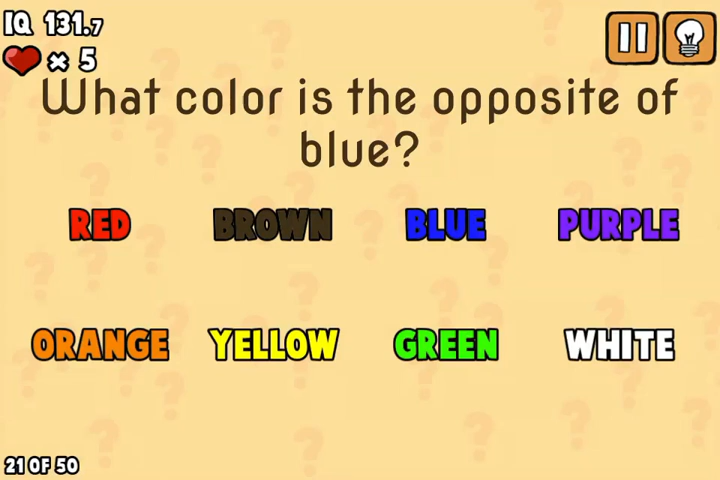 IQ 131.7
× 5
What color is the opposite of
blue?
RED BROWN BLUE PURPLE
ORANGE YELLOW GREEN WHITE
21 OF 50